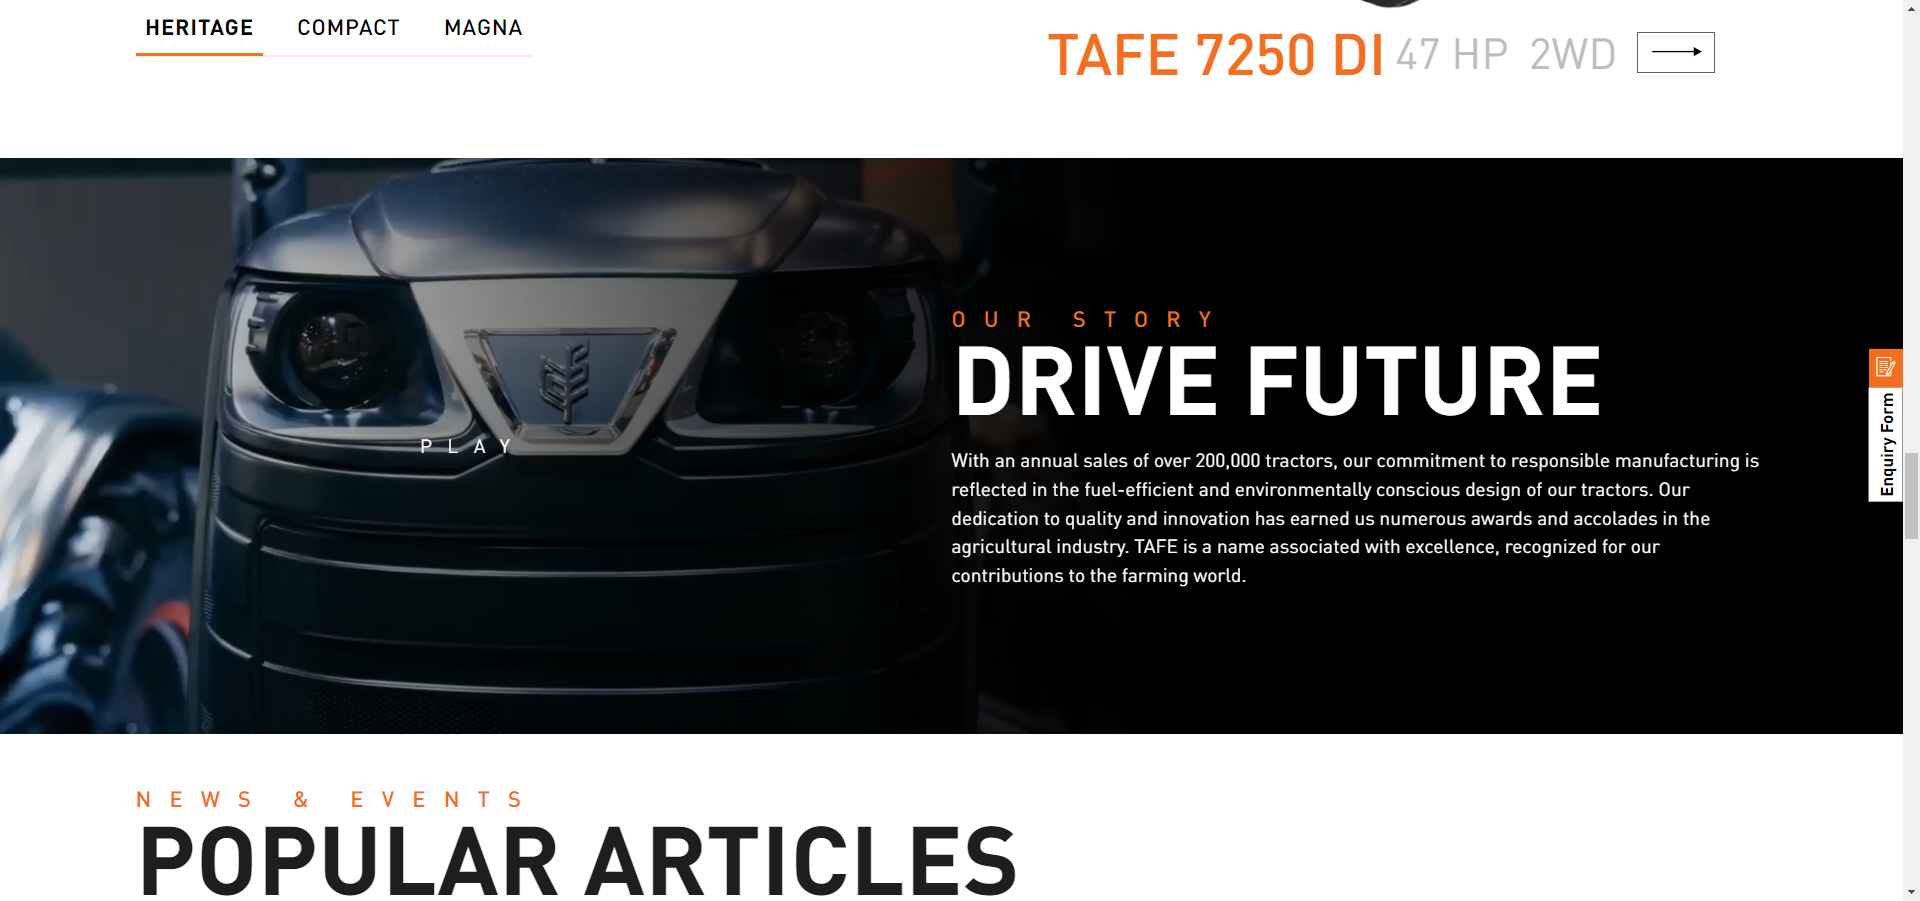 HERITAGE COMPACT MAGNA
TAFE 7250 DI 47 HP 2WD
OUR STORY
DRIVE FUTURE
PLAY
With an annual sales of over 200,000 tractors, our commitment to responsible manufacturing is
reflected in the fuel-efficient and environmentally conscious design of our tractors. Our
dedication to quality and innovation has earned us numerous awards and accolades in the
agricultural industry. TAFE is a name associated with excellence, recognized for our
contributions to the farming world.
Enquiry Form
NEWS & EVENTS
POPULAR ARTICLES